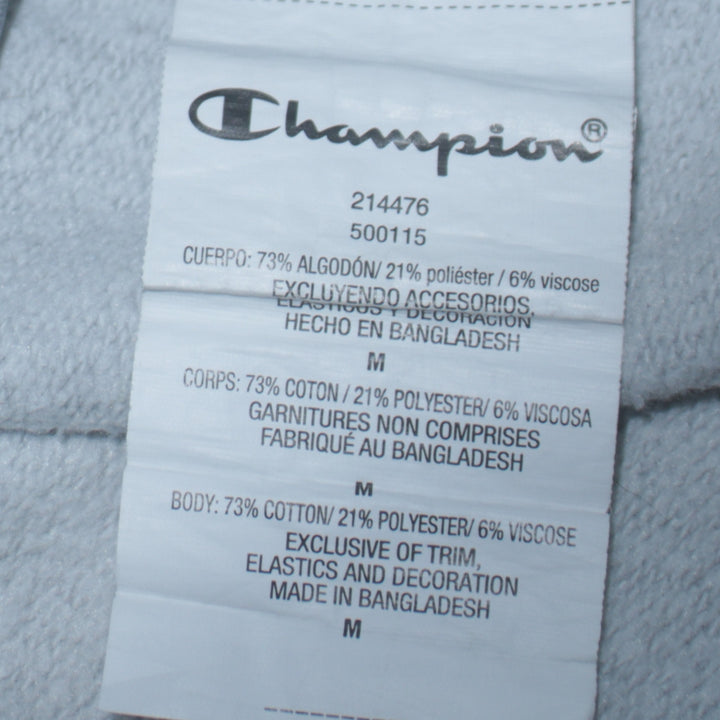 Champion®
214476
500115
CUERPO: 73% ALGODÓN/ 21% poliéster / 6% viscose
EXCLUYENDO ACCESORIOS,
ELASTICOS Y DECORACION
HECHO EN BANGLADESH
M
CORPS: 73% COTON / 21% POLYESTER/ 6% VISCOSA
GARNITURES NON COMPRISES
FABRIQUÉ AU BANGLADESH
M
BODY: 73% COTTON/ 21% POLYESTER/ 6% VISCOSE
EXCLUSIVE OF TRIM,
ELASTICS AND DECORATION
MADE IN BANGLADESH
M